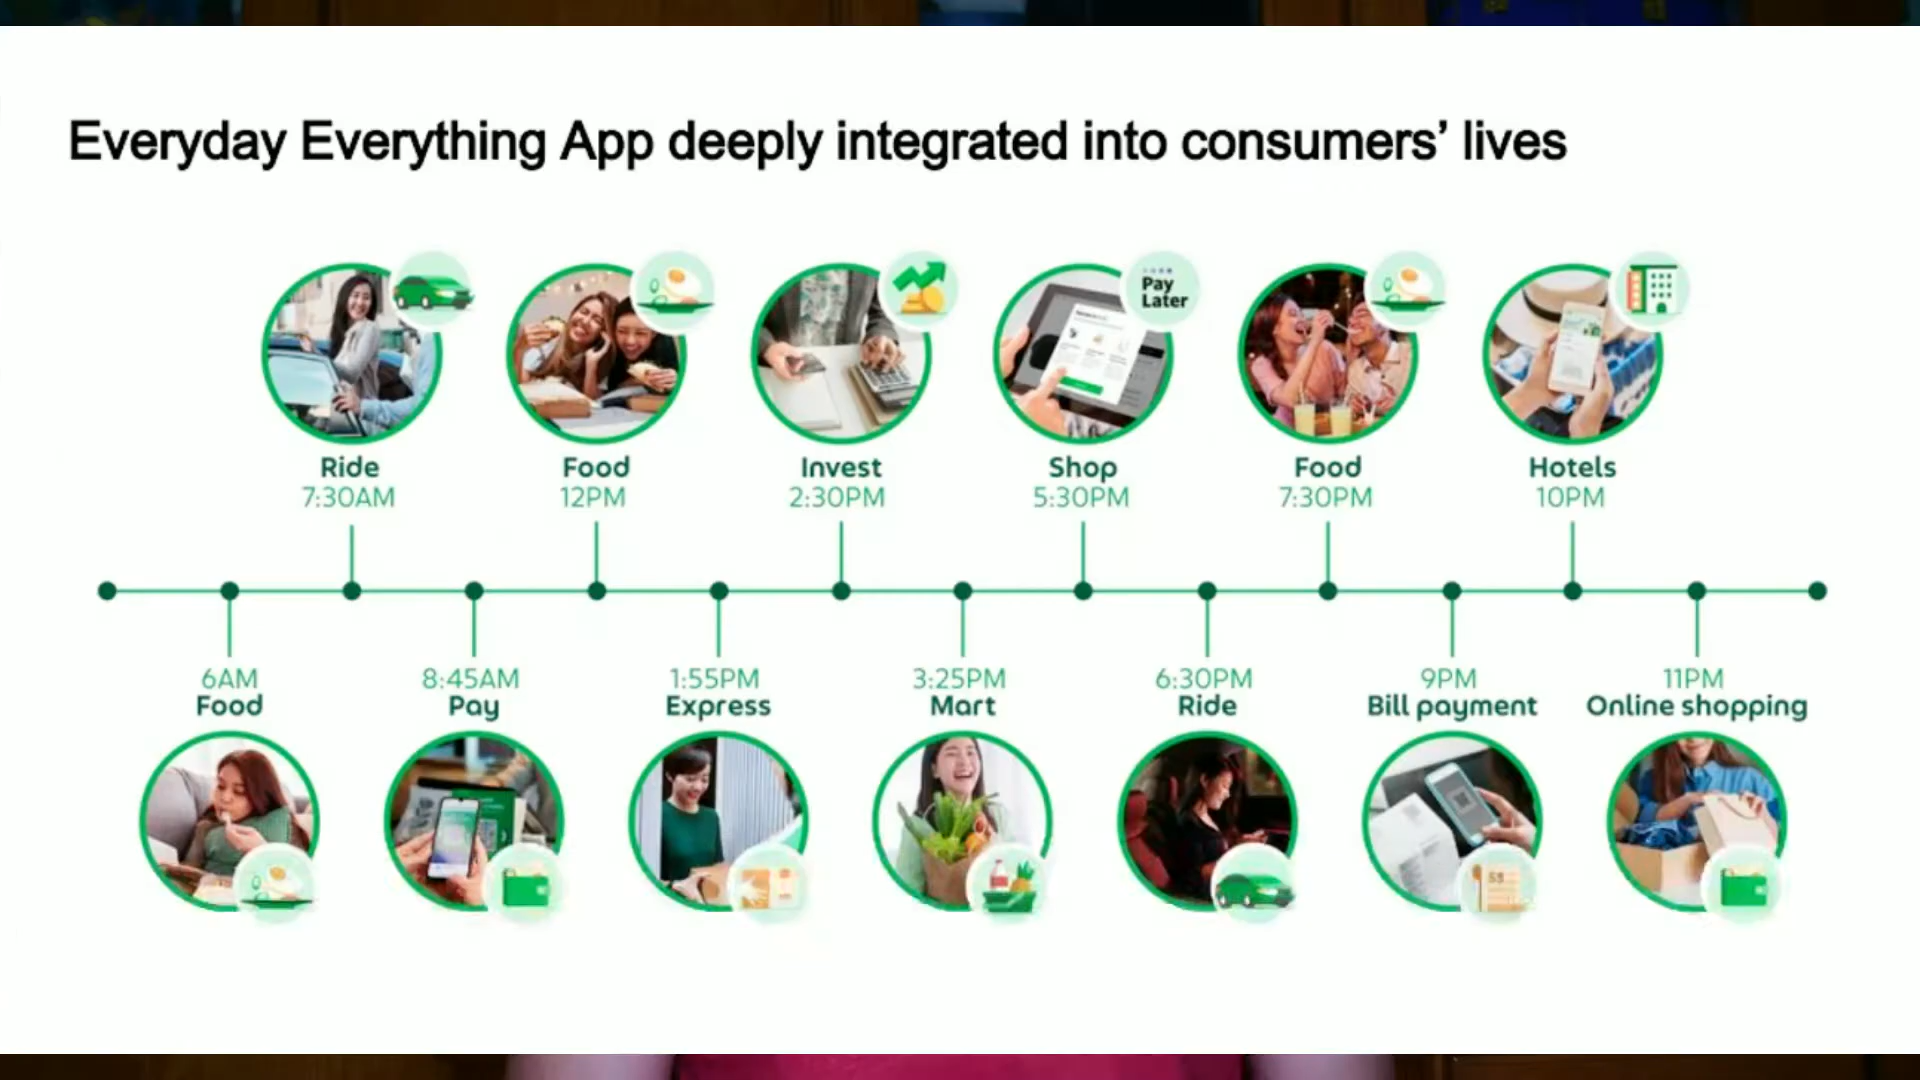 Everyday Everything App deeply integrated into consumers’ lives
Pay
Later
Ride
7:30AM
Food
12PM
Invest
2:30PM
Shop
5:30PM
Food
7:30PM
Hotels
10PM
6AM
Food
8:45AM
Pay
1:55PM
Express
3:25PM
Mart
6:30PM
Ride
9PM
Bill payment
11PM
Online shopping
S$